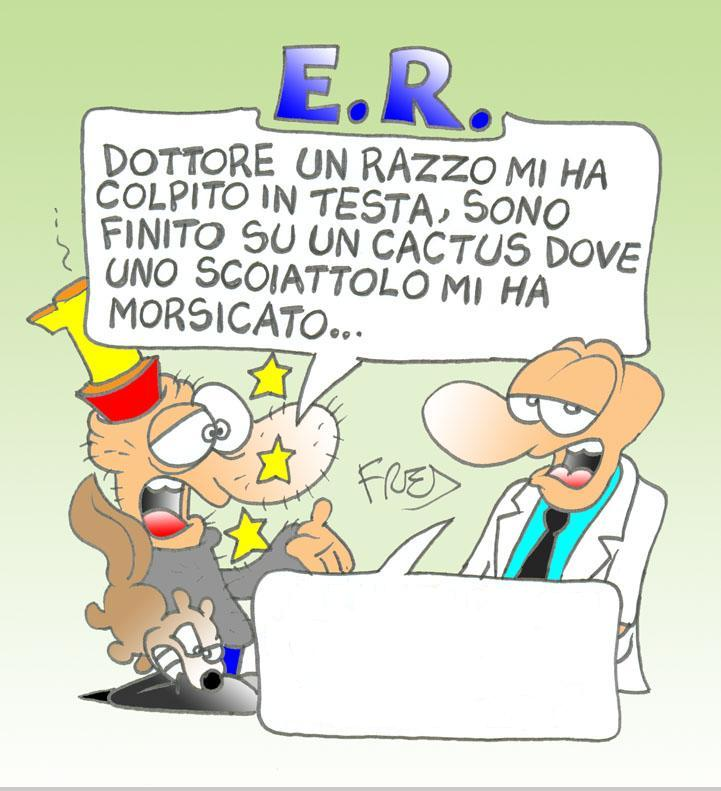 E.R.
DOTTORE UN RAZZO MI HA
COLPITO IN TESTA, SONO
FINITO SU UN CACTUS DOVE
UNO SCOIATTOLO MI HA
MORSICATO...
FRED